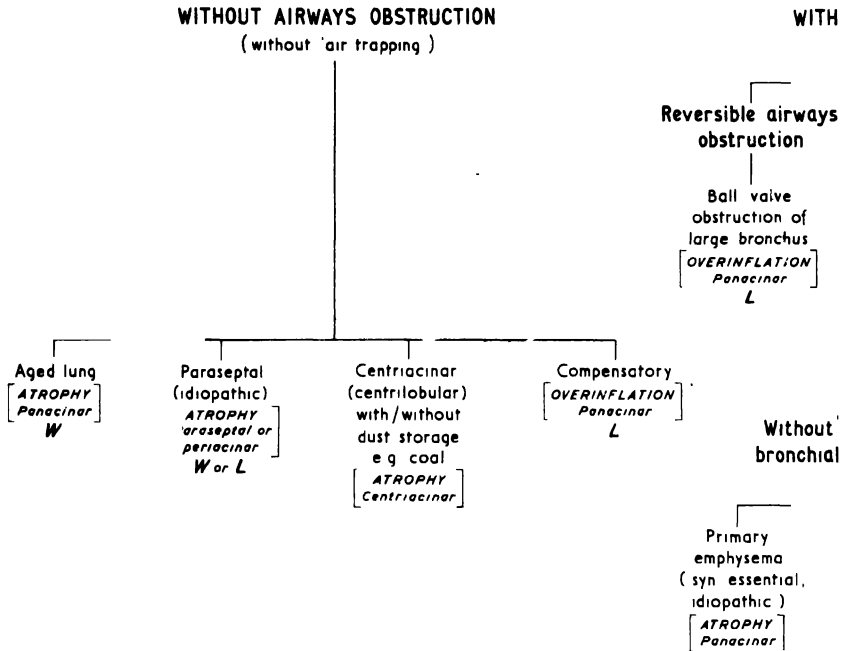 WITHOUT AIRWAYS OBSTRUCTION
(without 'air trapping)
WITH
Reversible airways
obstruction
Ball valve
obstruction of
large bronchus
[OVERINFLATION
Panacinar]
L
Aged lung
[ATROPHY
Panacinar]
W
Paraseptal
(idiopathic)
[ATROPHY
'araseptal or
periacinar]
W or L
Centriacinar
(centrilobular)
with/without
dust storage
e g coal
[ATROPHY
Centriacinar]
Compensatory
[OVERINFLATION
Panacinar]
L
Without'
bronchial
Primary
emphysema
(syn essential,
idiopathic)
[ATROPHY
Panacinar]